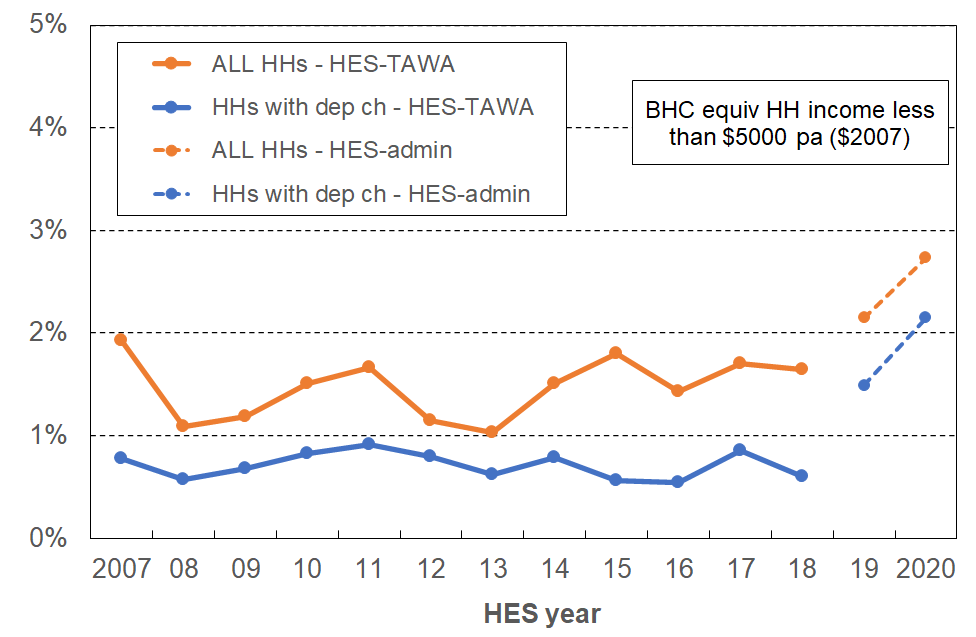 5%
ALL HHs - HES-TAWA
HHs with dep ch - HES-TAWA
ALL HHs - HES-admin
HHs with dep ch - HES-admin
BHC equiv HH income less
than $5000 pa ($2007)
4%
3%
2%
1%
0%
2007 08 09 10 11 12 13 14 15 16 17 18 19 2020
HES year